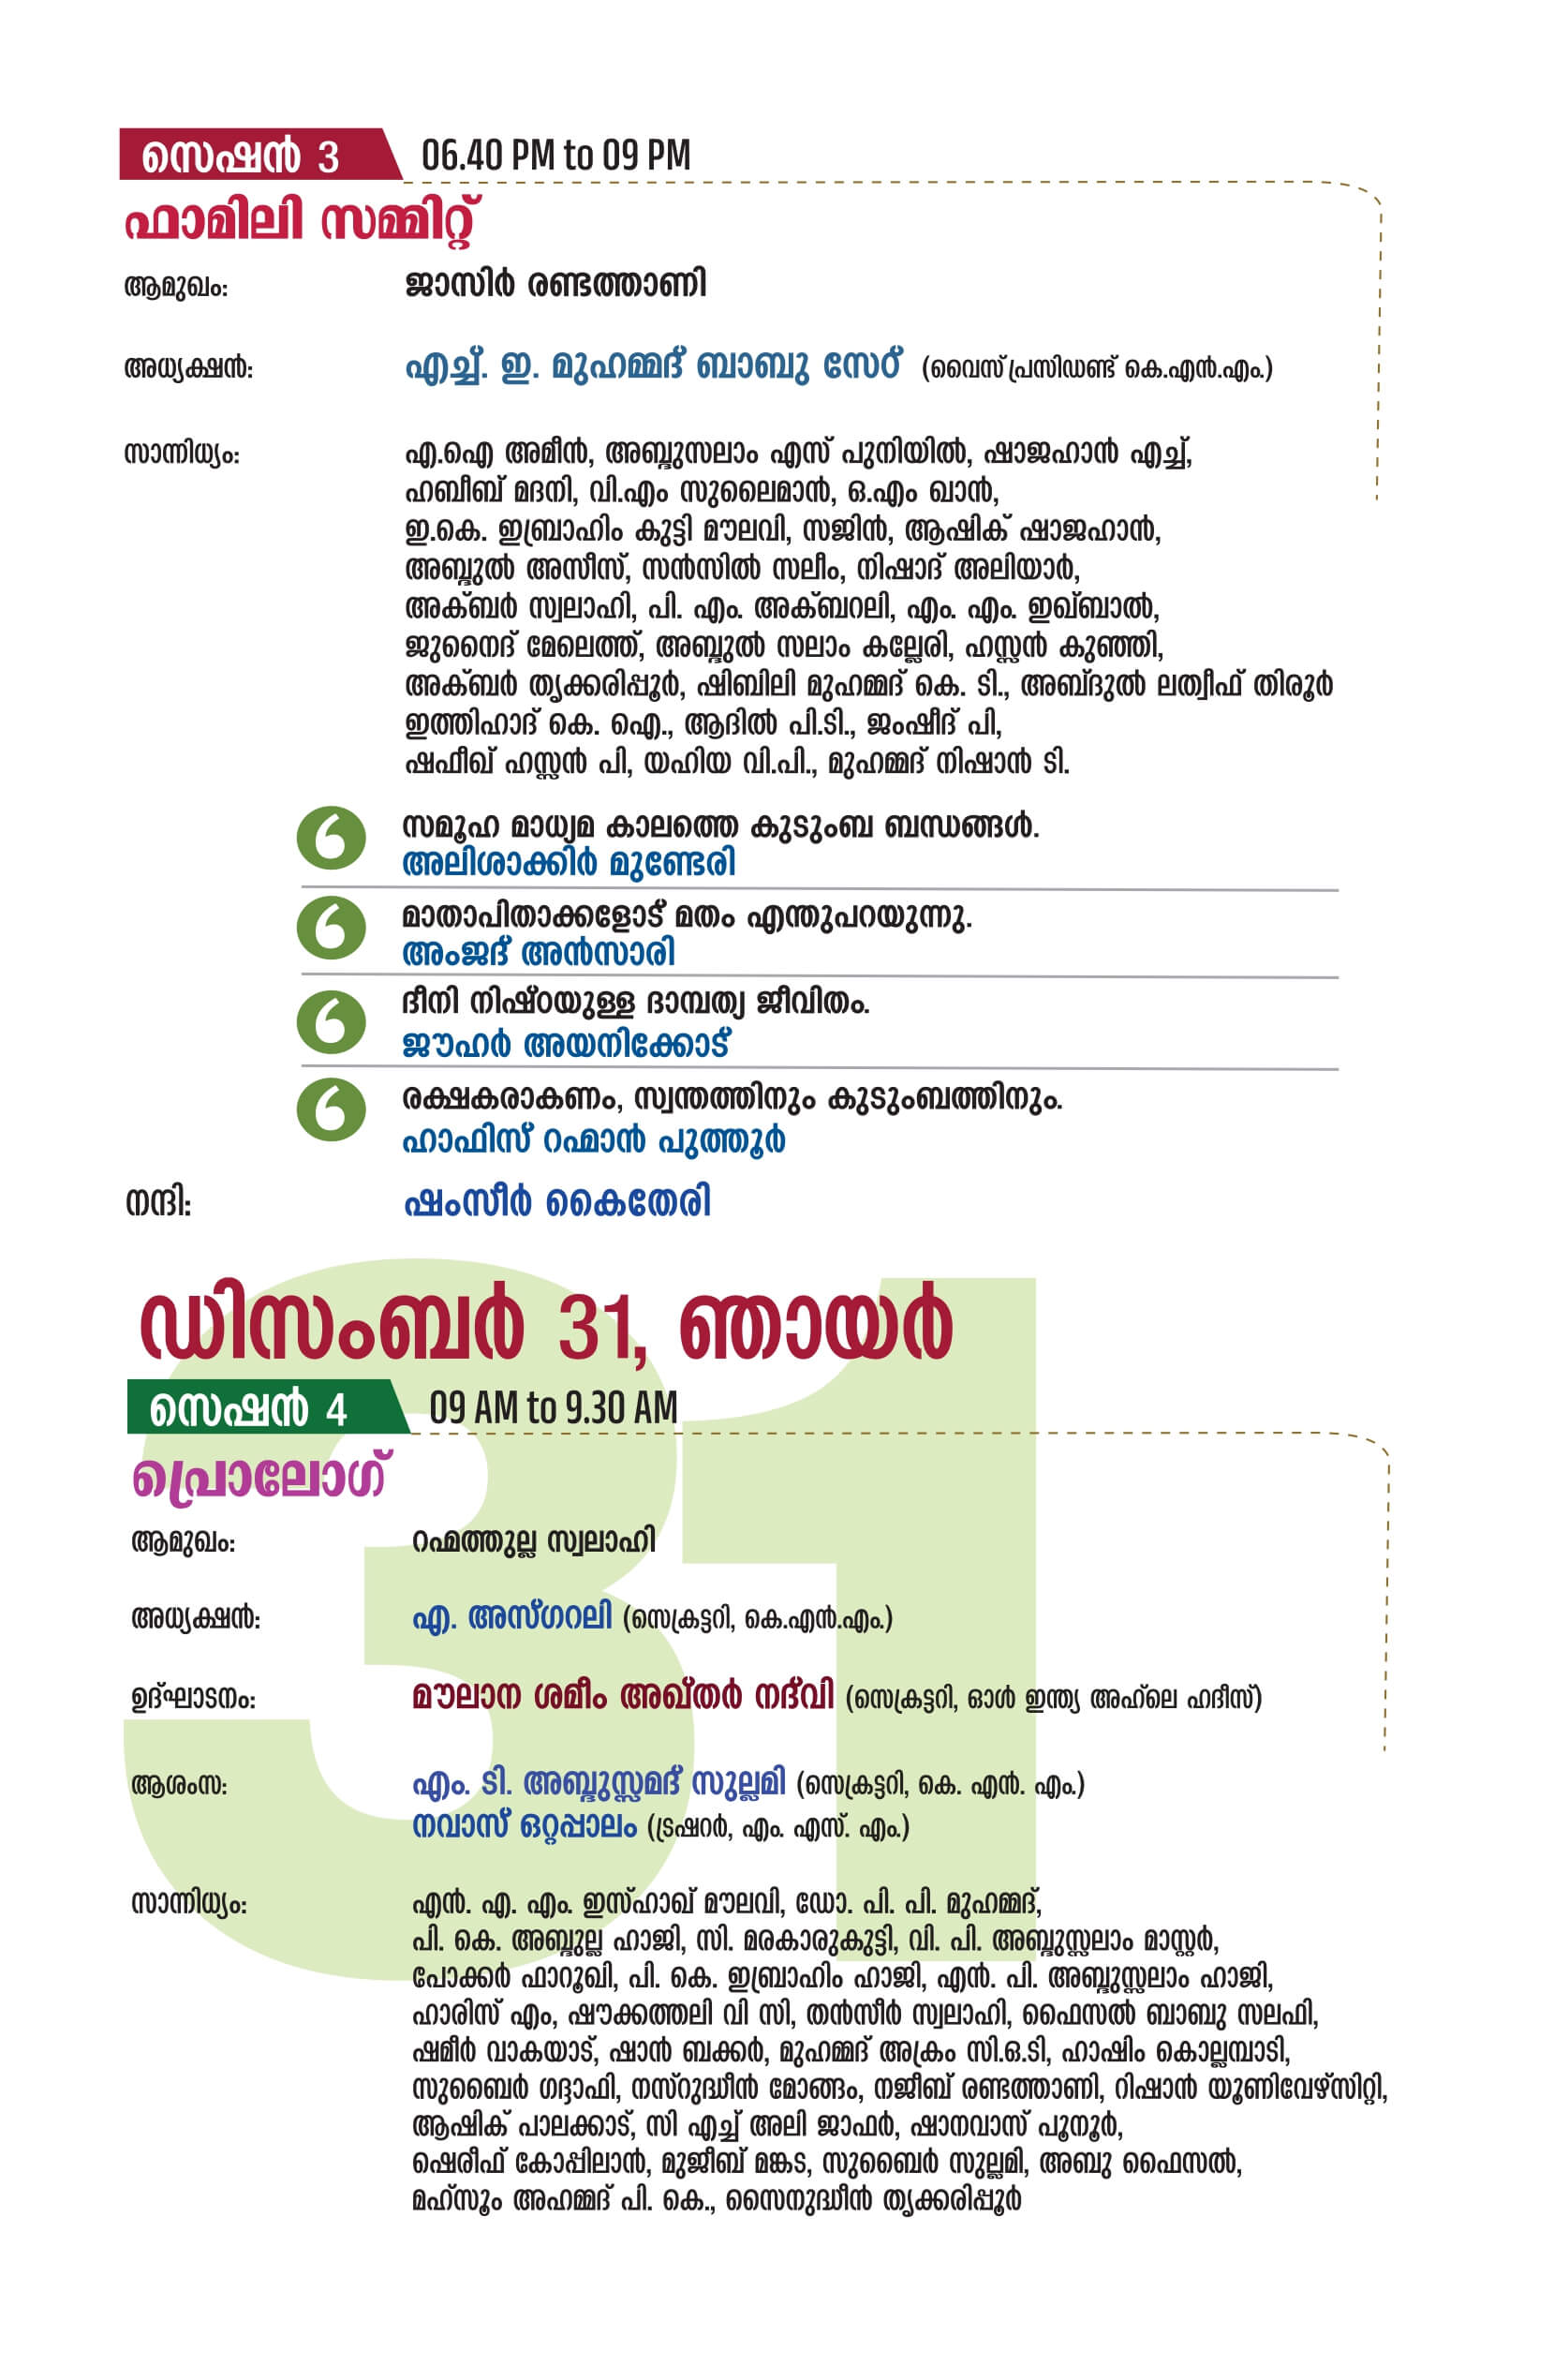 സെഷൻ 3
06.40 PM to 09 PM
ഫാമിലി സമ്മിറ്റ്
ആമുഖം: ജാസിർ രണ്ടത്താണി
അധ്യക്ഷൻ: എച്ച്. ഇ. മുഹമ്മദ് ബാബു സേഠ് (വൈസ്പ്രസിഡണ്ട് കെ.എൻ.എം.)
സാന്നിധ്യം: എ.ഐ അമീൻ, അബ്ദുസലാം എസ് പുനിയിൽ, ഷാജഹാൻ എച്ച്,
ഹബീബ് മദനി, വി.എം സുലൈമാൻ, ഒ.എം ഖാൻ,
ഇ.കെ. ഇബ്രാഹിം കുട്ടി മൗലവി, സജിൻ, ആഷിക് ഷാജഹാൻ,
അബ്ദുൽ അസീസ്, സൻസിൽ സലീം, നിഷാദ് അലിയാർ,
അക്ബർ സ്വലാഹി, പി. എം. അക്ബറലി, എം. എം. ഇഖ്ബാൽ,
ജുനൈദ് മേലെത്ത്, അബ്ദുൽ സലാം കല്ലേരി, ഹസ്സൻ കുഞ്ഞി,
അക്ബർ തൃക്കരിപ്പൂർ, ഷിബിലി മുഹമ്മദ് കെ. ടി., അബ്ദുൽ ലത്വീഫ് തിരൂർ
ഇത്തിഹാദ് കെ. ഐ., ആദിൽ പി.ടി., ജംഷീദ് പി,
ഷഫീഖ് ഹസ്സൻ പി, യഹിയ വി.പി., മുഹമ്മദ് നിഷാൻ ടി.
സമൂഹ മാധ്യമ കാലത്തെ കുടുംബ ബന്ധങ്ങൾ.
അലിശാക്കിർ മുണ്ടേരി
മാതാപിതാക്കളോട് മതം എന്തുപറയുന്നു.
അംജദ് അൻസാരി
ദീനി നിഷ്ഠയുള്ള ദാമ്പത്യ ജീവിതം.
ജൗഹർ അയനിക്കോട്
രക്ഷകരാകണം, സ്വന്തത്തിനും കുടുംബത്തിനും.
ഹാഫിസ് റഹ്മാൻ പുത്തൂർ
നന്ദി: ഷംസീർ കൈതേരി
31
ഡിസംബർ 31, ഞായർ
സെഷൻ 4
09 AM to 9.30 AM
പ്രൊലോഗ്
ആമുഖം: റഹ്മത്തുല്ല സ്വലാഹി
അധ്യക്ഷൻ: എ. അസ്ഗറലി (സെക്രട്ടറി, കെ.എൻ.എം.)
ഉദ്ഘാടനം: മൗലാന ശമീം അഖ്തർ നദ്‌വി (സെക്രട്ടറി, ഓൾ ഇന്ത്യ അഹ്‌ലെ ഹദീസ്)
ആശംസ: എം. ടി. അബ്ദുസ്സമദ് സുല്ലമി (സെക്രട്ടറി, കെ. എൻ. എം.)
നവാസ് ഒറ്റപ്പാലം (ട്രഷറർ, എം. എസ്. എം.)
സാന്നിധ്യം: എൻ. എ. എം. ഇസ്ഹാഖ് മൗലവി, ഡോ. പി. പി. മുഹമ്മദ്,
പി. കെ. അബ്ദുല്ല ഹാജി, സി. മരകാരുകുട്ടി, വി. പി. അബ്ദുസ്സലാം മാസ്റ്റർ,
പോക്കർ ഫാറൂഖി, പി. കെ. ഇബ്രാഹിം ഹാജി, എൻ. പി. അബ്ദുസ്സലാം ഹാജി,
ഹാരിസ് എം, ഷൗക്കത്തലി വി സി, തൻസീർ സ്വലാഹി, ഫൈസൽ ബാബു സലഫി,
ഷമീർ വാകയാട്, ഷാൻ ബക്കർ, മുഹമ്മദ് അക്രം സി.ഒ.ടി, ഹാഷിം കൊല്ലമ്പാടി,
സുബൈർ ഗദ്ദാഫി, നസ്റുദ്ധീൻ മോങ്ങം, നജീബ് രണ്ടത്താണി, റിഷാൻ യൂണിവേഴ്സിറ്റി,
ആഷിക് പാലക്കാട്, സി എച്ച് അലി ജാഫർ, ഷാനവാസ് പൂനൂർ,
ഷെരീഫ് കോപ്പിലാൻ, മുജീബ് മങ്കട, സുബൈർ സുല്ലമി, അബു ഫൈസൽ,
മഹ്സൂം അഹമ്മദ് പി. കെ., സൈനുദ്ധീൻ തൃക്കരിപ്പൂർ